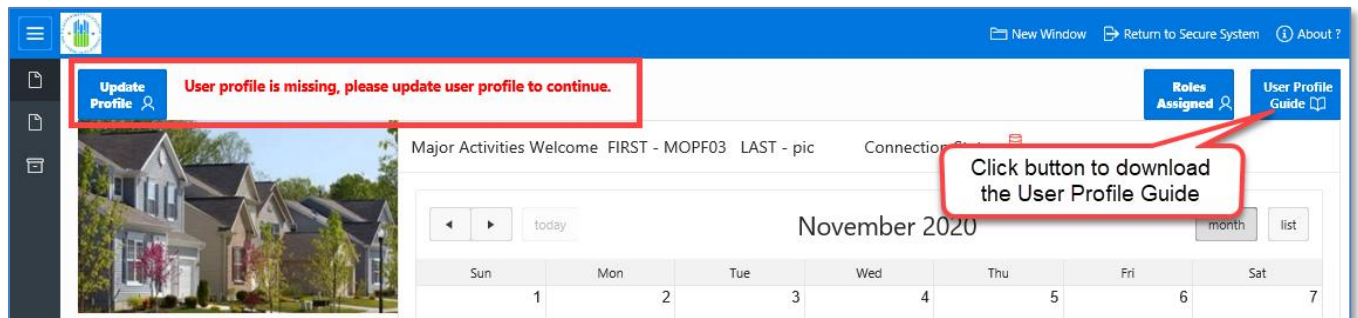 New Window Return to Secure System About ?
Update
Profile
User profile is missing, please update user profile to continue.
Roles
Assigned
User Profile
Guide
Major Activities Welcome FIRST - MOPF03 LAST - pic Connection
Click button to download
the User Profile Guide
today
November 2020
month
list
Sun Mon Tue Wed Thu Fri Sat
1 2 3 4 5 6 7